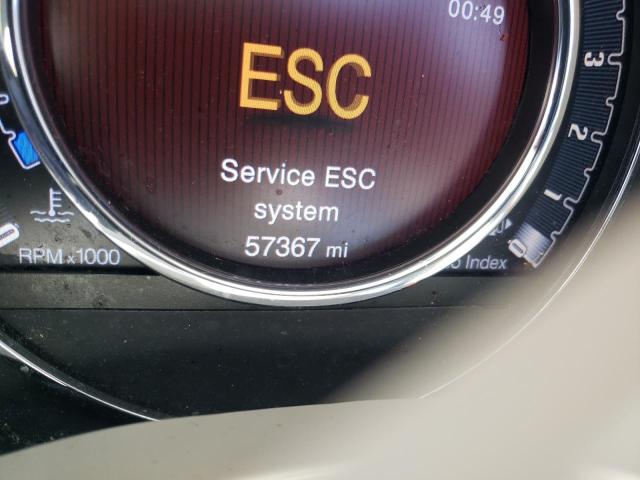 00:49
ESC
Service ESC
system
57367 mi
RPM x1000
Index
3
2
1
0